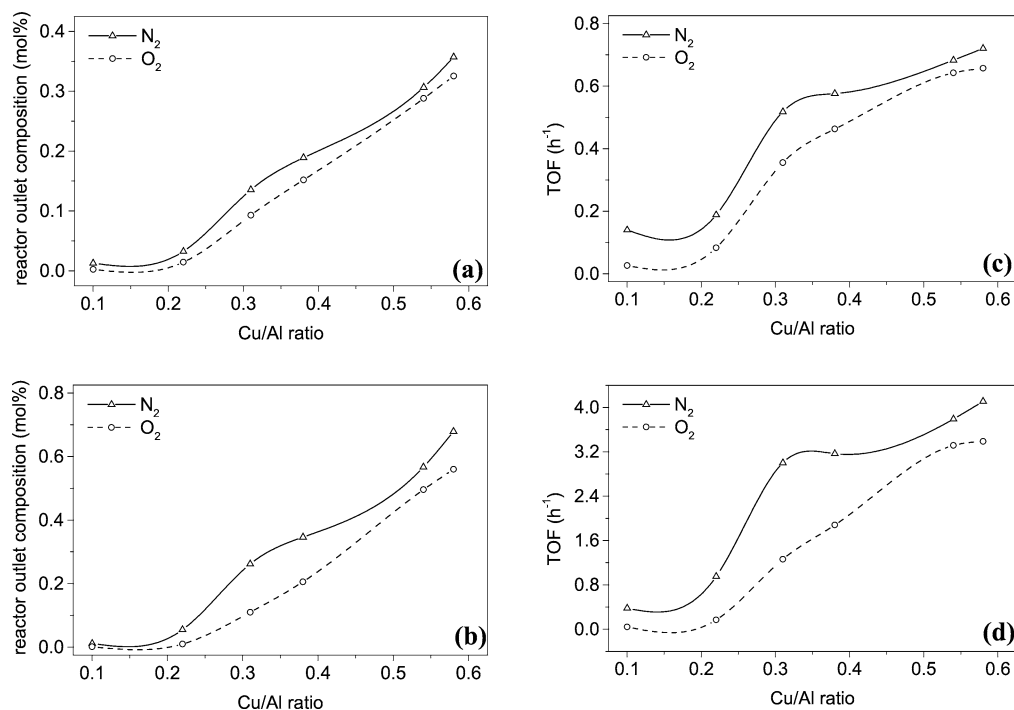 reactor outlet composition (mol%)
0.4
0.3
0.2
0.1
0.0
N₂
O₂
(a)
0.1 0.2 0.3 0.4 0.5 0.6
Cu/Al ratio
TOF (h⁻¹)
0.8
0.6
0.4
0.2
0.0
N₂
O₂
(c)
0.1 0.2 0.3 0.4 0.5 0.6
Cu/Al ratio
reactor outlet composition (mol%)
0.8
0.6
0.4
0.2
0.0
N₂
O₂
(b)
0.1 0.2 0.3 0.4 0.5 0.6
Cu/Al ratio
TOF (h⁻¹)
4.0
3.2
2.4
1.6
0.8
0.0
N₂
O₂
(d)
0.1 0.2 0.3 0.4 0.5 0.6
Cu/Al ratio